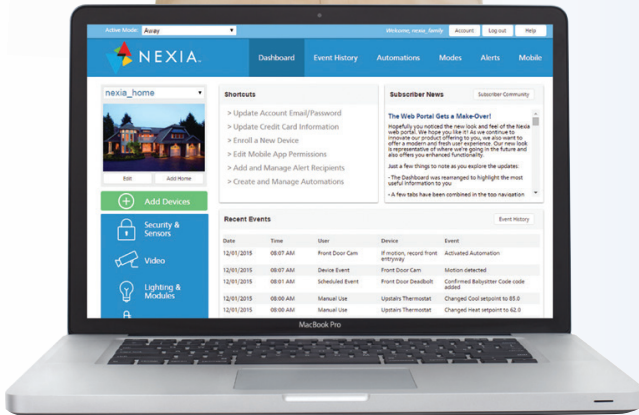 Active Mode: Away
Welcome, nexia_family Account Log out Help
NEXIA
Dashboard Event History Automations Modes Alerts Mobile
nexia_home
Edit Add Home
Add Devices
Security & Sensors
Video
Lighting & Modules
Shortcuts
> Update Account Email/Password
> Update Credit Card Information
> Enroll a New Device
> Edit Mobile App Permissions
> Add and Manage Alert Recipients
> Create and Manage Automations
Subscriber News Subscriber Community
The Web Portal Gets a Make-Over!
Hopefully you noticed the new look and feel of the Nexia
web portal. We hope you like it! As we continue to
innovate our product offering to you, we also want to
offer a modern and fresh user experience. Our new look
is representative of where we're going in the future and
also offers you enhanced functionality.
Just a few things to note as you explore the updates:
- The Dashboard was rearranged to highlight the most
useful information to you
- A few tabs have been combined in the top navigation
Recent Events Event History
Date Time User Device Event
12/01/2015 08:07 AM Front Door Cam If motion, record front entryway Activated Automation
12/01/2015 08:07 AM Device Event Front Door Cam Motion detected
12/01/2015 08:01 AM Scheduled Event Front Door Deadbolt Confirmed Babysitter Code code added
12/01/2015 08:00 AM Manual Use Upstairs Thermostat Changed Cool setpoint to 85.0
12/01/2015 08:00 AM Manual Use Upstairs Thermostat Changed Heat setpoint to 62.0
MacBook Pro